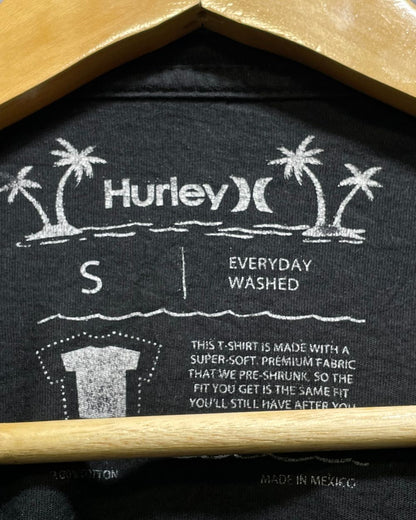 Hurley
S
EVERYDAY
WASHED
THIS T-SHIRT IS MADE WITH A
SUPER-SOFT, PREMIUM FABRIC
THAT WE PRE-SHRUNK, SO THE
FIT YOU GET IS THE SAME FIT
YOU'LL STILL HAVE AFTER YOU
MADE IN MEXICO